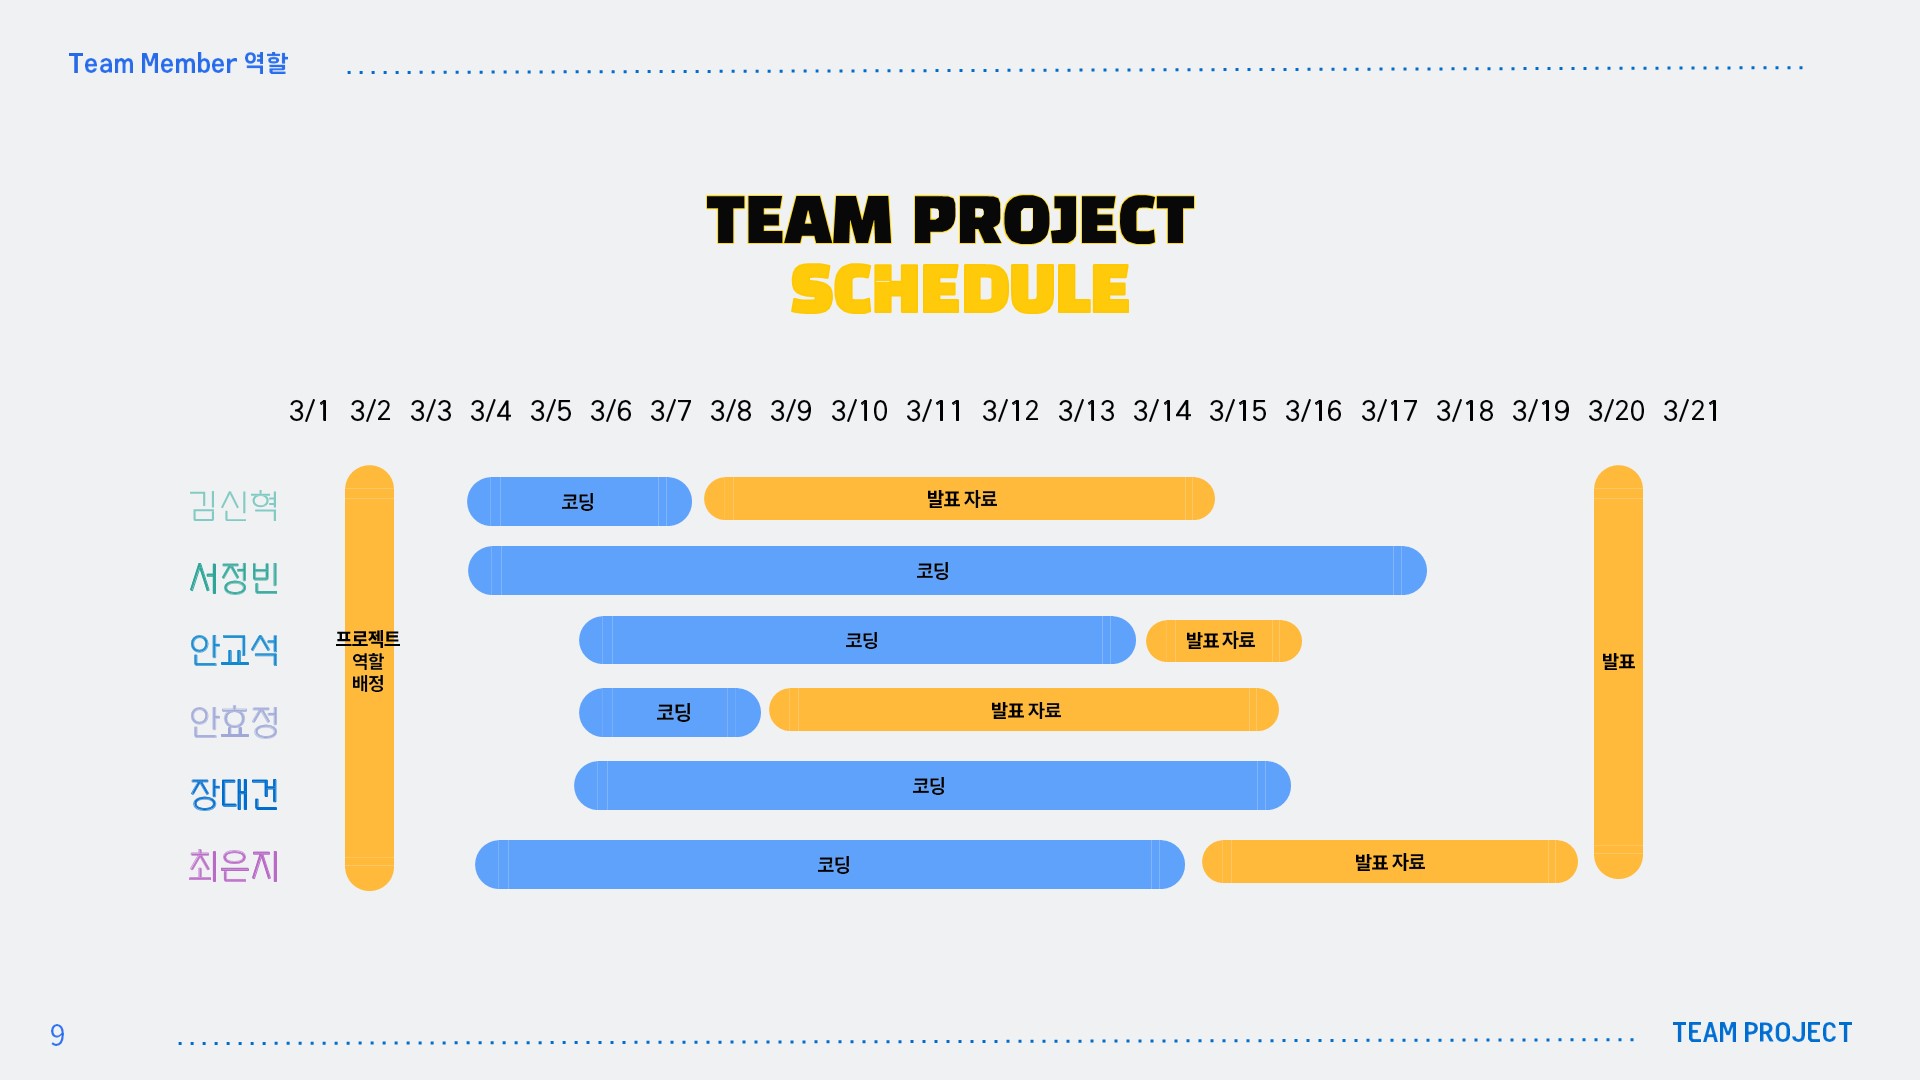 Team Member 역할
TEAM PROJECT
SCHEDULE
3/1 3/2 3/3 3/4 3/5 3/6 3/7 3/8 3/9 3/10 3/11 3/12 3/13 3/14 3/15 3/16 3/17 3/18 3/19 3/20 3/21
김신혁
코딩
발표 자료
서정빈
코딩
안교석
코딩
발표 자료
프로젝트
역할
배정
발표
안효정
코딩
발표 자료
장대건
코딩
최은지
코딩
발표 자료
9
TEAM PROJECT